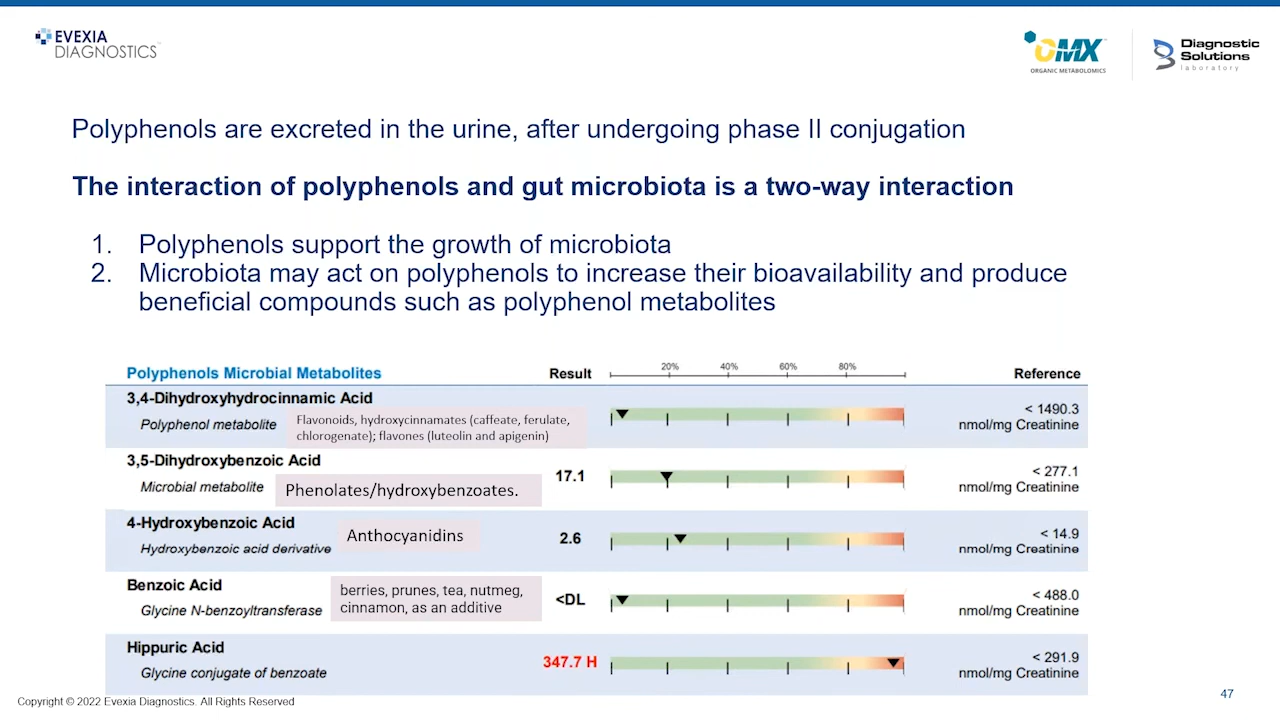 EVEXIA
DIAGNOSTICS
OMX
ORGANIC METABOLOMICS
Diagnostic
Solutions
laboratory
Polyphenols are excreted in the urine, after undergoing phase II conjugation
The interaction of polyphenols and gut microbiota is a two-way interaction
1. Polyphenols support the growth of microbiota
2. Microbiota may act on polyphenols to increase their bioavailability and produce
beneficial compounds such as polyphenol metabolites
Polyphenols Microbial Metabolites Result 20% 40% 60% 80% Reference
3,4-Dihydroxyhydrocinnamic Acid
Polyphenol metabolite
Flavonoids, hydroxycinnamates (caffeate, ferulate,
chlorogenate); flavones (luteolin and apigenin)
< 1490.3
nmol/mg Creatinine
3,5-Dihydroxybenzoic Acid
Microbial metabolite
Phenolates/hydroxybenzoates.
17.1
< 277.1
nmol/mg Creatinine
4-Hydroxybenzoic Acid
Hydroxybenzoic acid derivative
Anthocyanidins
2.6
< 14.9
nmol/mg Creatinine
Benzoic Acid
Glycine N-benzoyltransferase
berries, prunes, tea, nutmeg,
cinnamon, as an additive
<DL
< 488.0
nmol/mg Creatinine
Hippuric Acid
Glycine conjugate of benzoate
347.7 H
< 291.9
nmol/mg Creatinine
Copyright © 2022 Evexia Diagnostics. All Rights Reserved
47